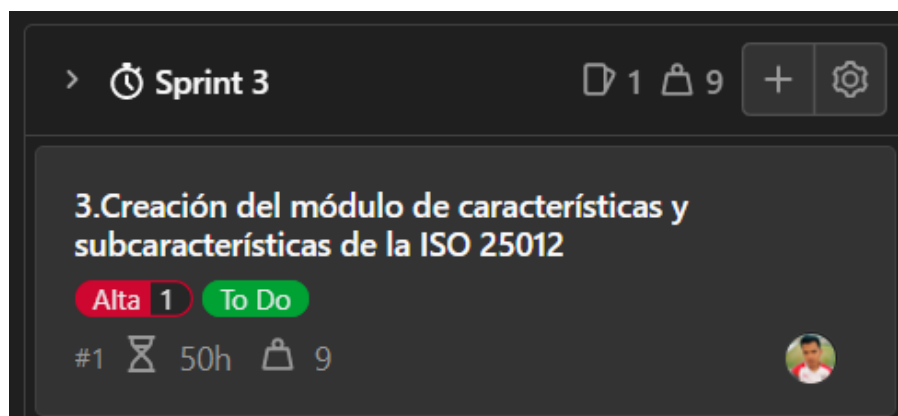 Sprint 3 1 9
3.Creación del módulo de características y
subcaracterísticas de la ISO 25012
Alta 1 To Do
#1 50h 9